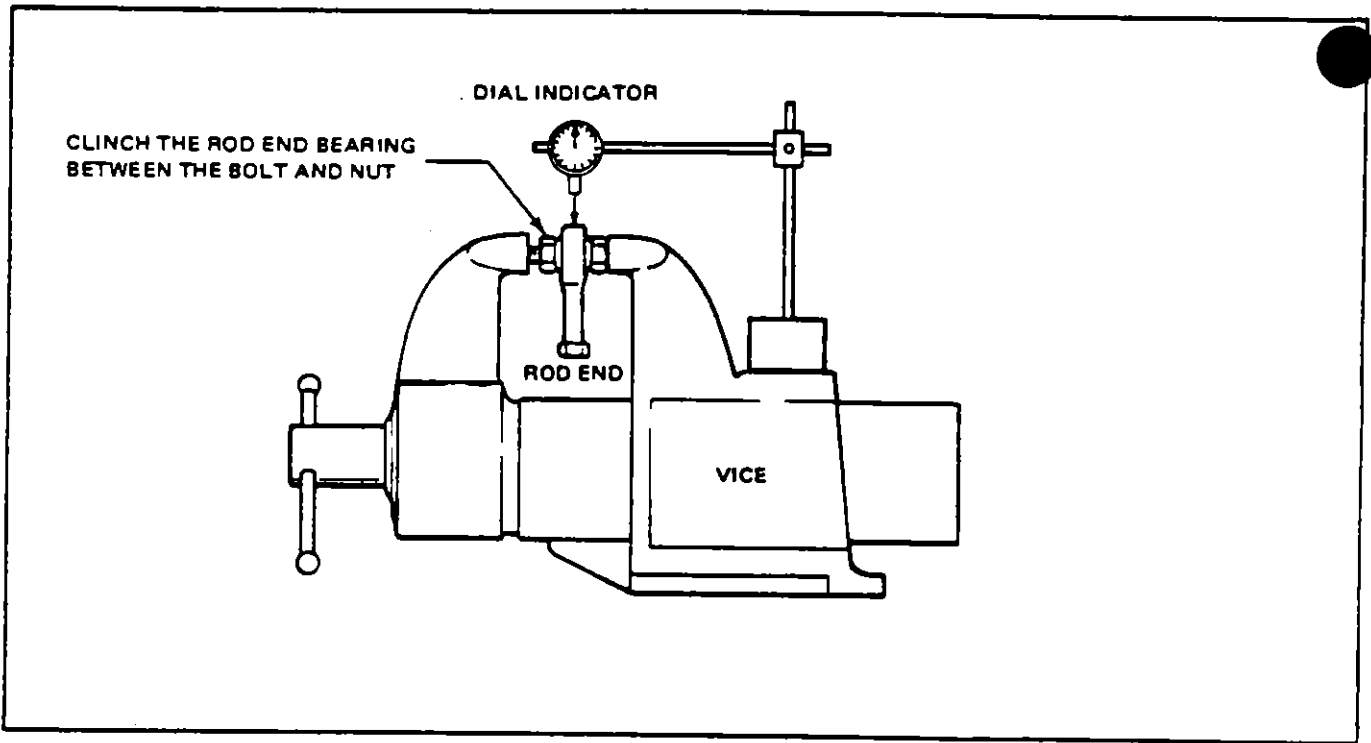 DIAL INDICATOR
CLINCH THE ROD END BEARING
BETWEEN THE BOLT AND NUT
ROD END
VICE